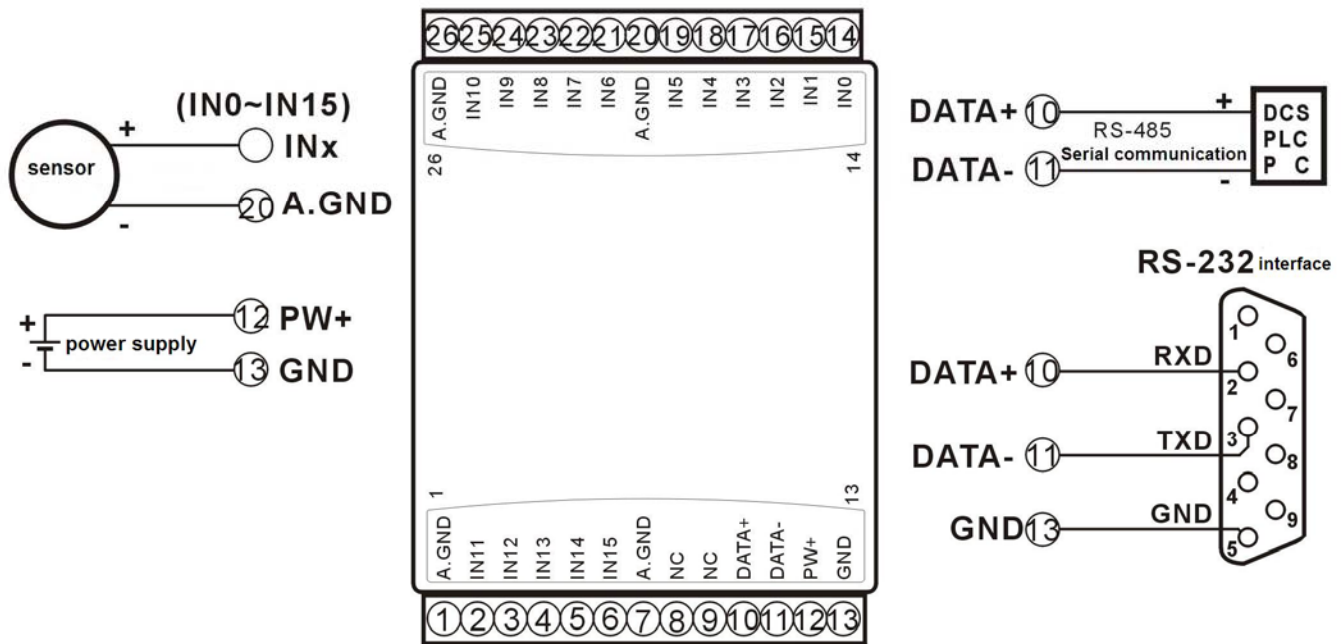 26 25 24 23 22 21 20 19 18 17 16 15 14
A.GND IN10 IN9 IN8 IN7 IN6 A.GND IN5 IN4 IN3 IN2 IN1 IN0
26 14
(IN0~IN15)
+ INx
sensor
20 A.GND
-
+ 12 PW+
power supply
- 13 GND
DATA+ 10 +
RS-485
Serial communication
DATA- 11 -
DCS
PLC
P C
RS-232 interface
1
6
DATA+ 10 RXD 2
7
DATA- 11 TXD 3
8
4
9
GND 13 GND 5
1 13
A.GND IN11 IN12 IN13 IN14 IN15 A.GND NC NC DATA+ DATA- PW+ GND
1 2 3 4 5 6 7 8 9 10 11 12 13